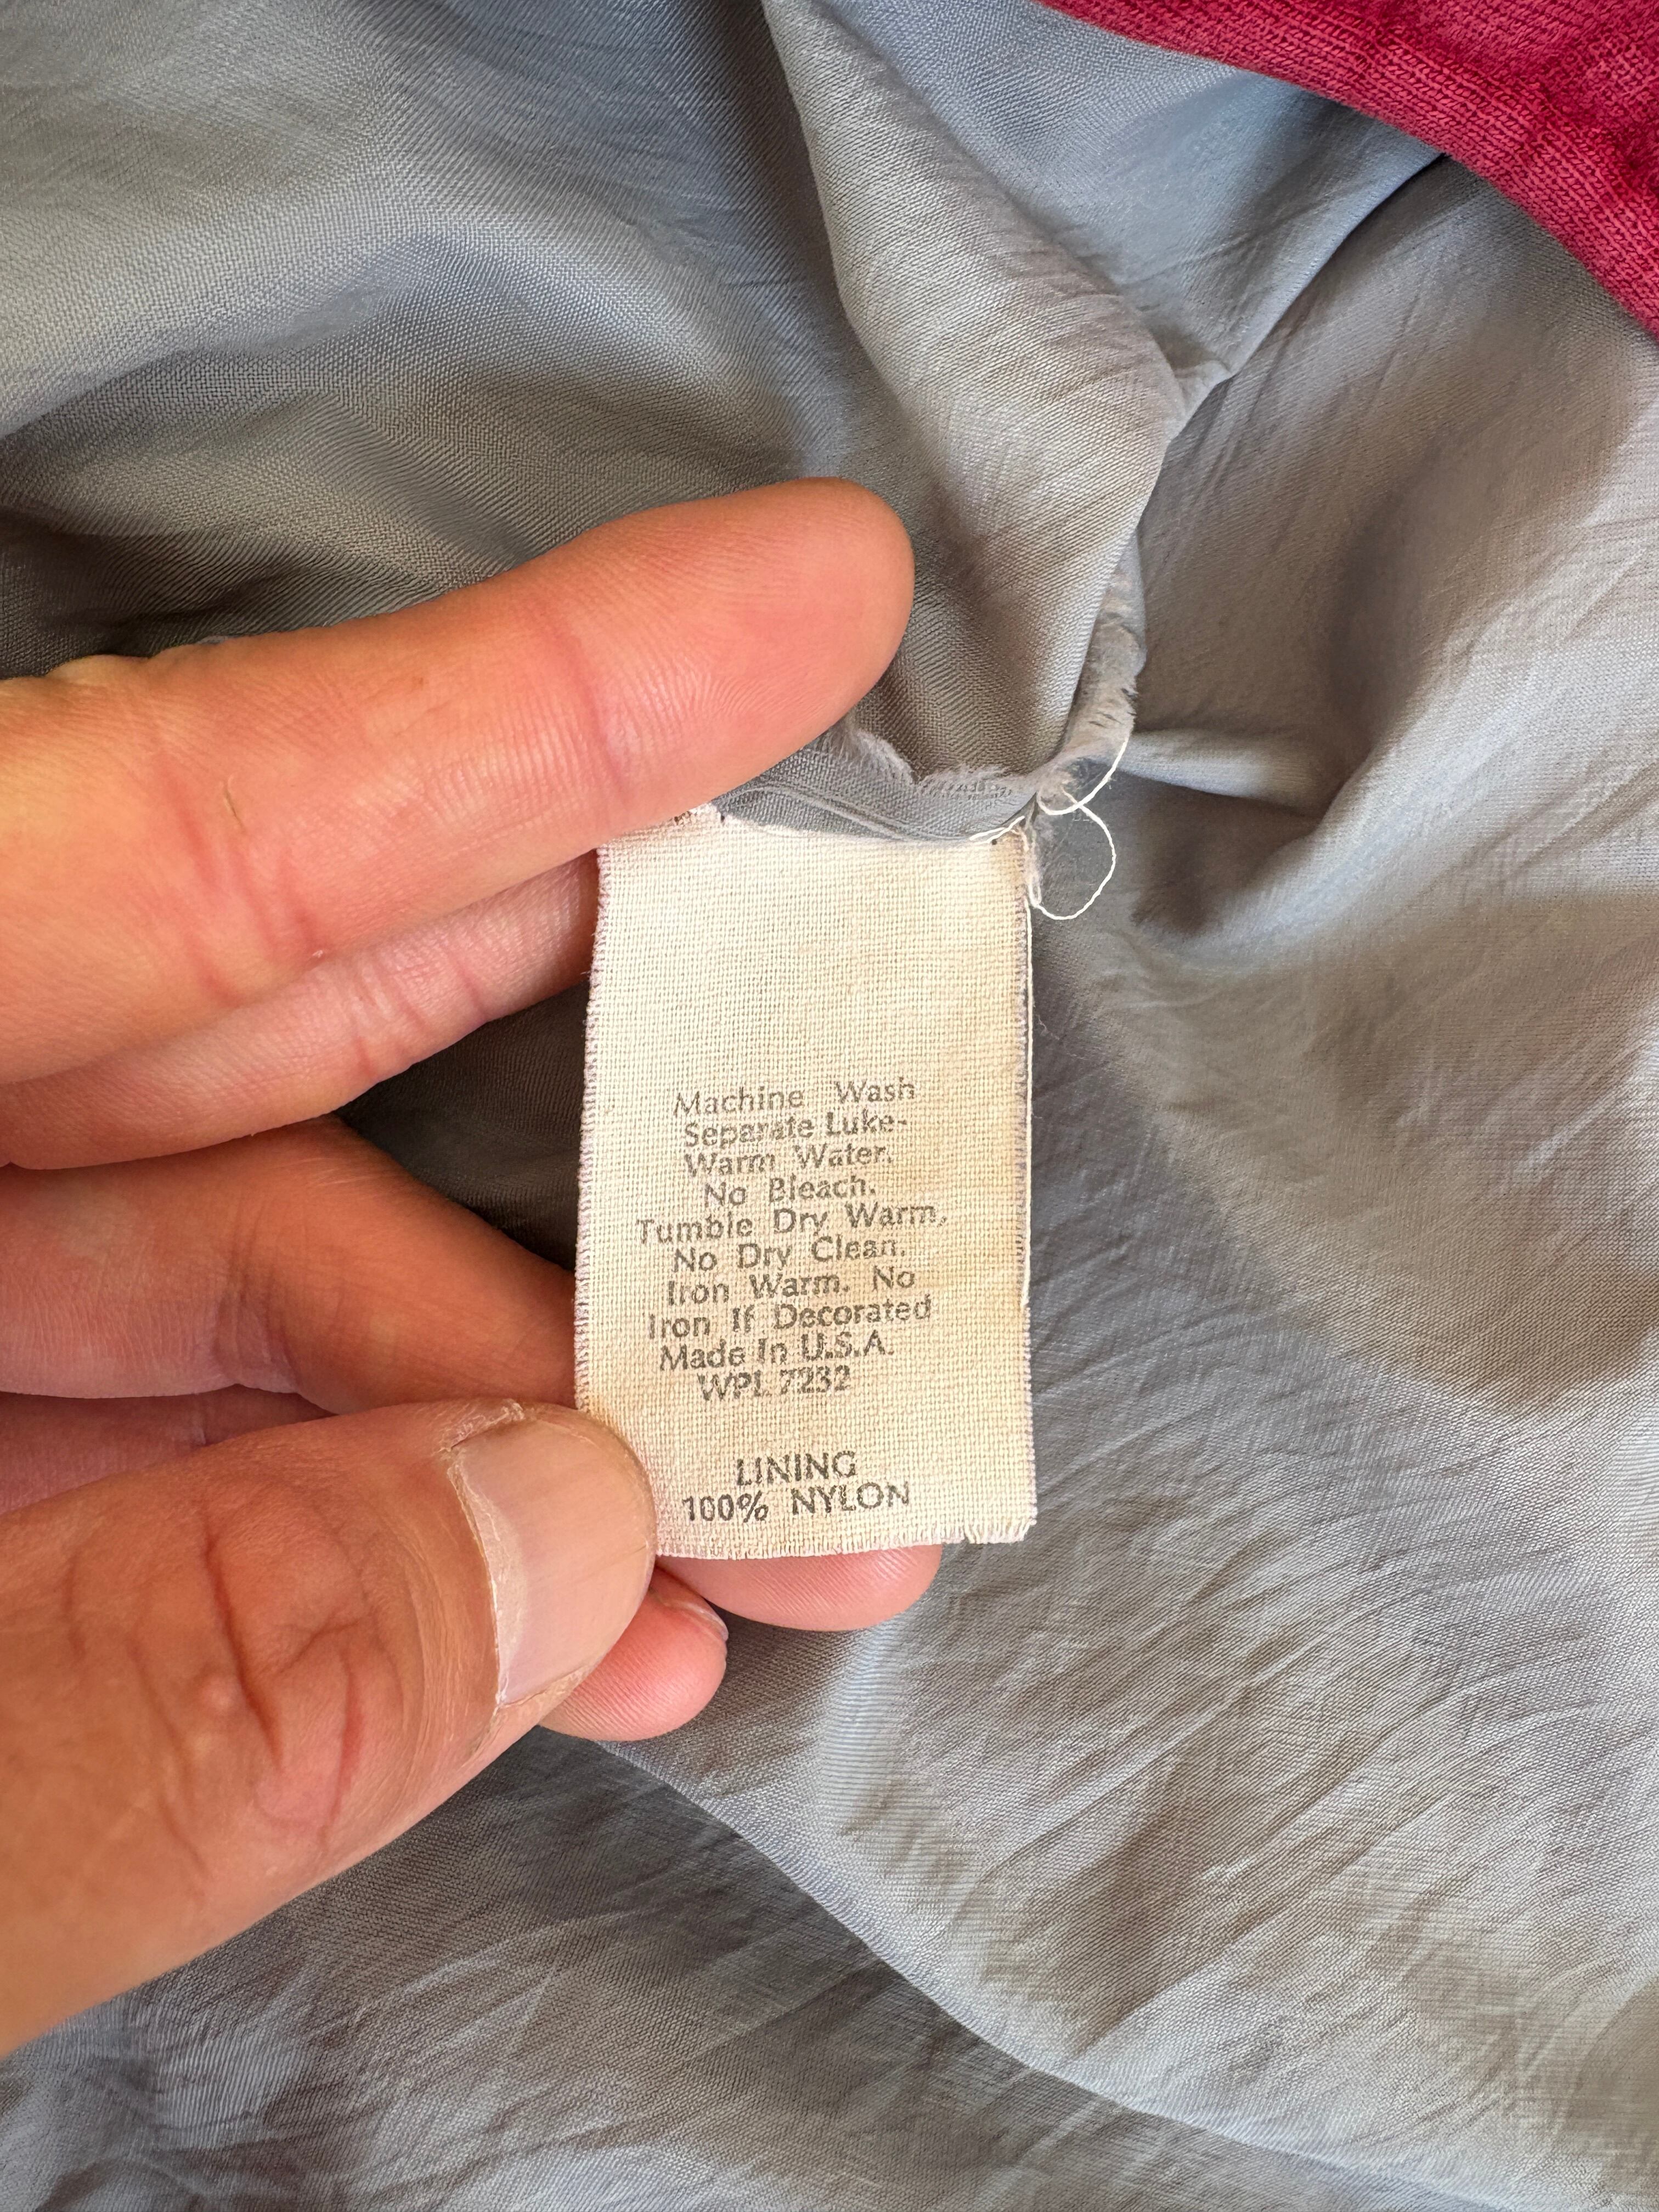 Machine Wash
Separate Luke-
Warm Water.
No Bleach.
Tumble Dry Warm,
No Dry Clean.
Iron Warm. No
Iron If Decorated
Made In U.S.A.
WPL 7232
LINING
100% NYLON